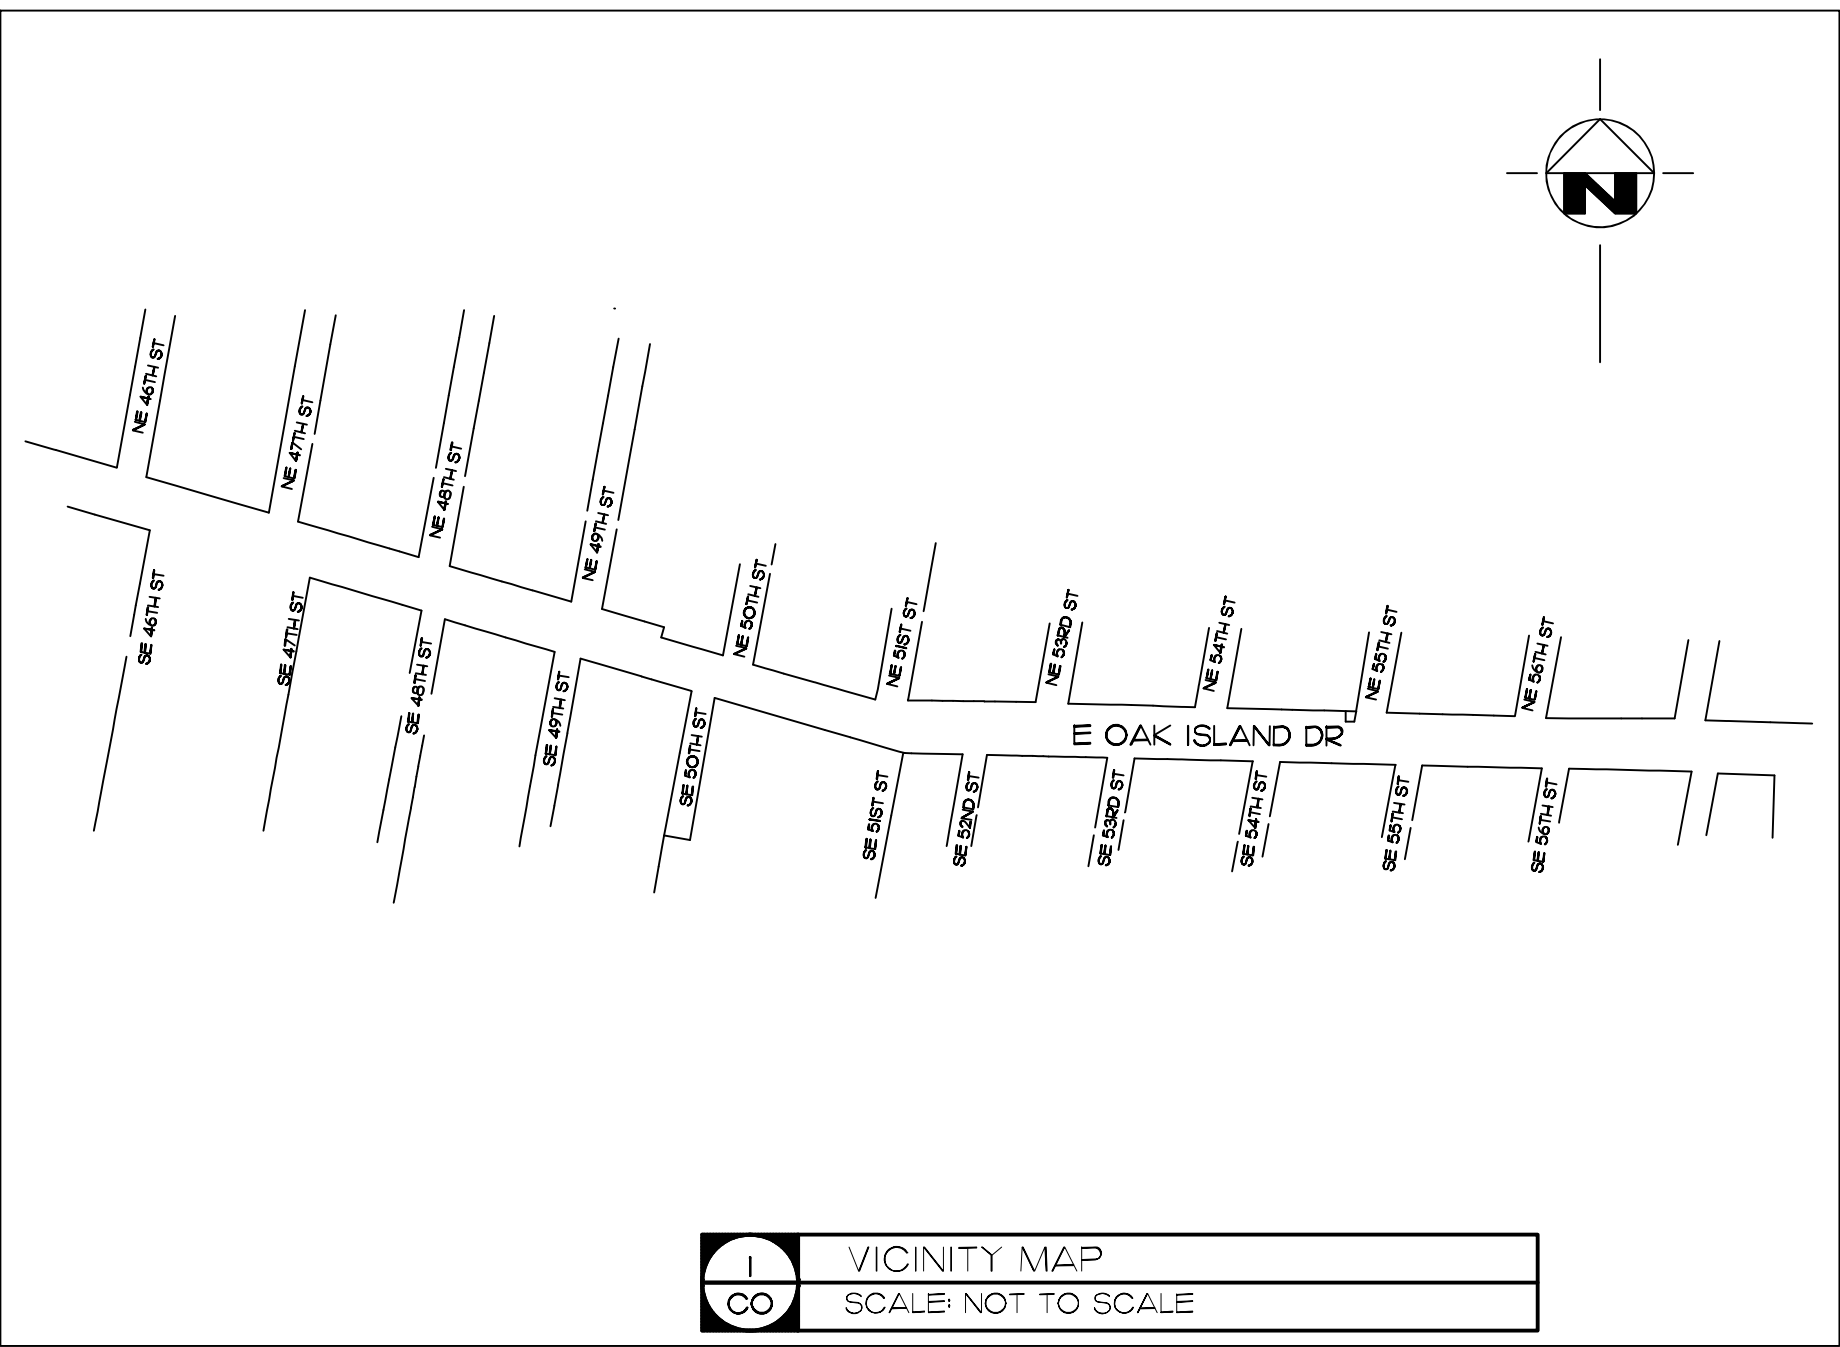 N
NE 46TH ST
NE 47TH ST
NE 48TH ST
NE 49TH ST
NE 50TH ST
NE 51ST ST
NE 53RD ST
NE 54TH ST
NE 55TH ST
NE 56TH ST
E OAK ISLAND DR
SE 46TH ST
SE 47TH ST
SE 48TH ST
SE 49TH ST
SE 50TH ST
SE 51ST ST
SE 52ND ST
SE 53RD ST
SE 54TH ST
SE 55TH ST
SE 56TH ST
1
CO
VICINITY MAP
SCALE: NOT TO SCALE